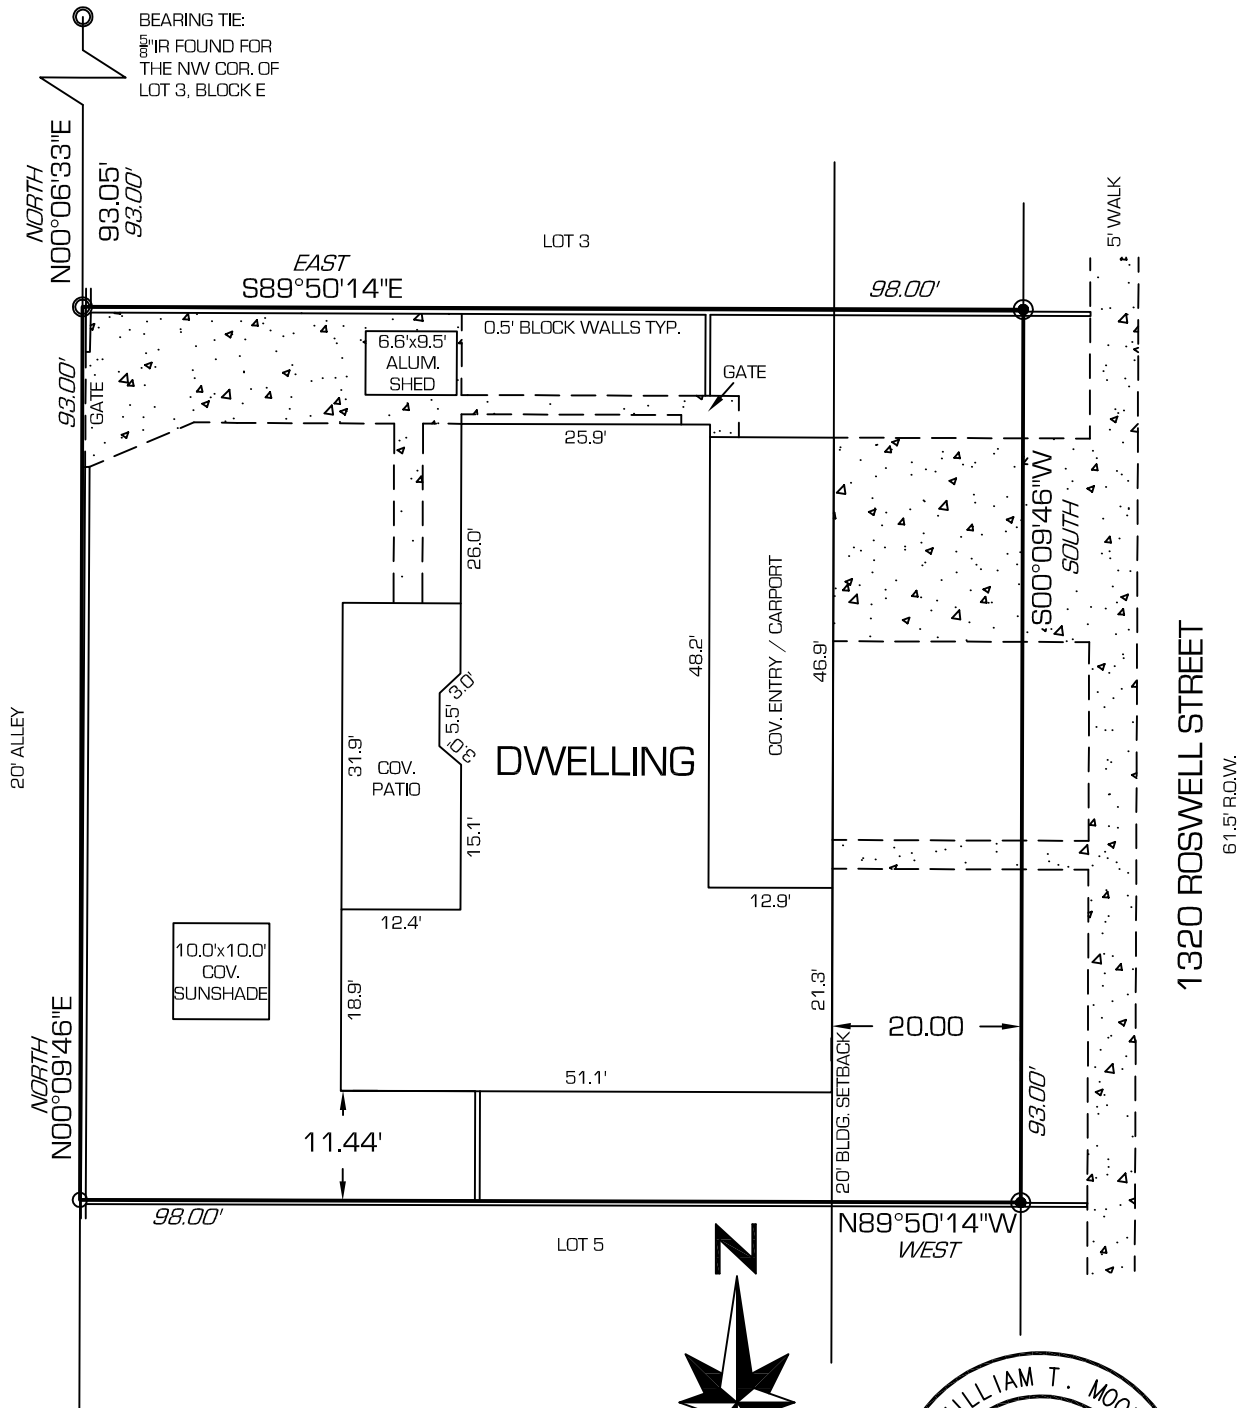 BEARING TIE:
5/8"IR FOUND FOR
THE NW COR. OF
LOT 3, BLOCK E
NORTH
N00°06'33"E
93.05'
93.00'
LOT 3
EAST
S89°50'14"E
98.00'
5' WALK
0.5' BLOCK WALLS TYP.
6.6'x9.5'
ALUM.
SHED
GATE
93.00'
GATE
25.9'
26.0'
S00°09'46"W
SOUTH
COV. ENTRY / CARPORT
48.2'
46.9'
3.0'
5.5'
3.0'
31.9'
COV.
PATIO
DWELLING
15.1'
20' ALLEY
1320 ROSWELL STREET
61.5' R.O.W.
12.4'
12.9'
10.0'x10.0'
COV.
SUNSHADE
18.9'
21.3'
20.00
NORTH
N00°09'46"E
51.1'
20' BLDG. SETBACK
93.00'
11.44'
98.00'
N89°50'14"W
WEST
LOT 5
N
WILLIAM T. MOO